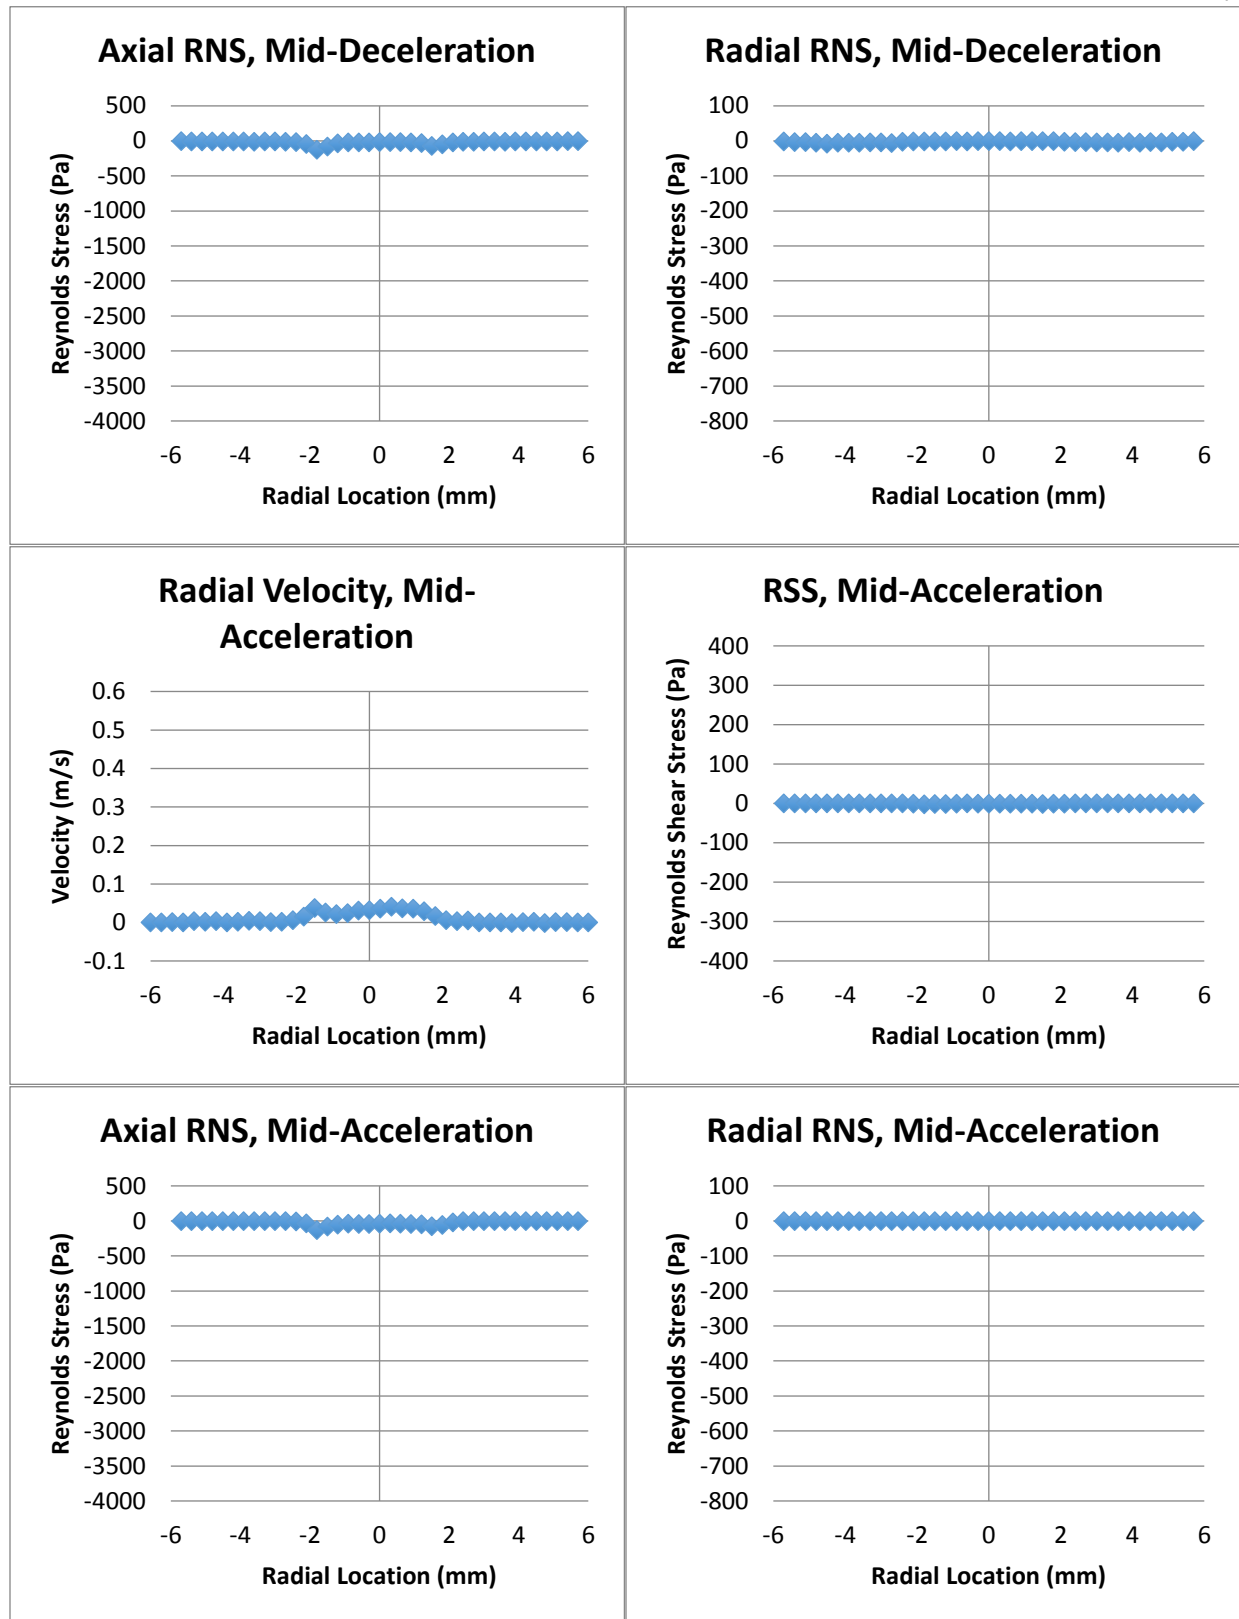 Axial RNS, Mid-Deceleration
Reynolds Stress (Pa)
500
0
-500
-1000
-1500
-2000
-2500
-3000
-3500
-4000
-6 -4 -2 0 2 4 6
Radial Location (mm)
Radial RNS, Mid-Deceleration
Reynolds Stress (Pa)
100
0
-100
-200
-300
-400
-500
-600
-700
-800
-6 -4 -2 0 2 4 6
Radial Location (mm)
Radial Velocity, Mid-
Acceleration
Velocity (m/s)
0.6
0.5
0.4
0.3
0.2
0.1
0
-0.1
-6 -4 -2 0 2 4 6
Radial Location (mm)
RSS, Mid-Acceleration
Reynolds Shear Stress (Pa)
400
300
200
100
0
-100
-200
-300
-400
-6 -4 -2 0 2 4 6
Radial Location (mm)
Axial RNS, Mid-Acceleration
Reynolds Stress (Pa)
500
0
-500
-1000
-1500
-2000
-2500
-3000
-3500
-4000
-6 -4 -2 0 2 4 6
Radial Location (mm)
Radial RNS, Mid-Acceleration
Reynolds Stress (Pa)
100
0
-100
-200
-300
-400
-500
-600
-700
-800
-6 -4 -2 0 2 4 6
Radial Location (mm)